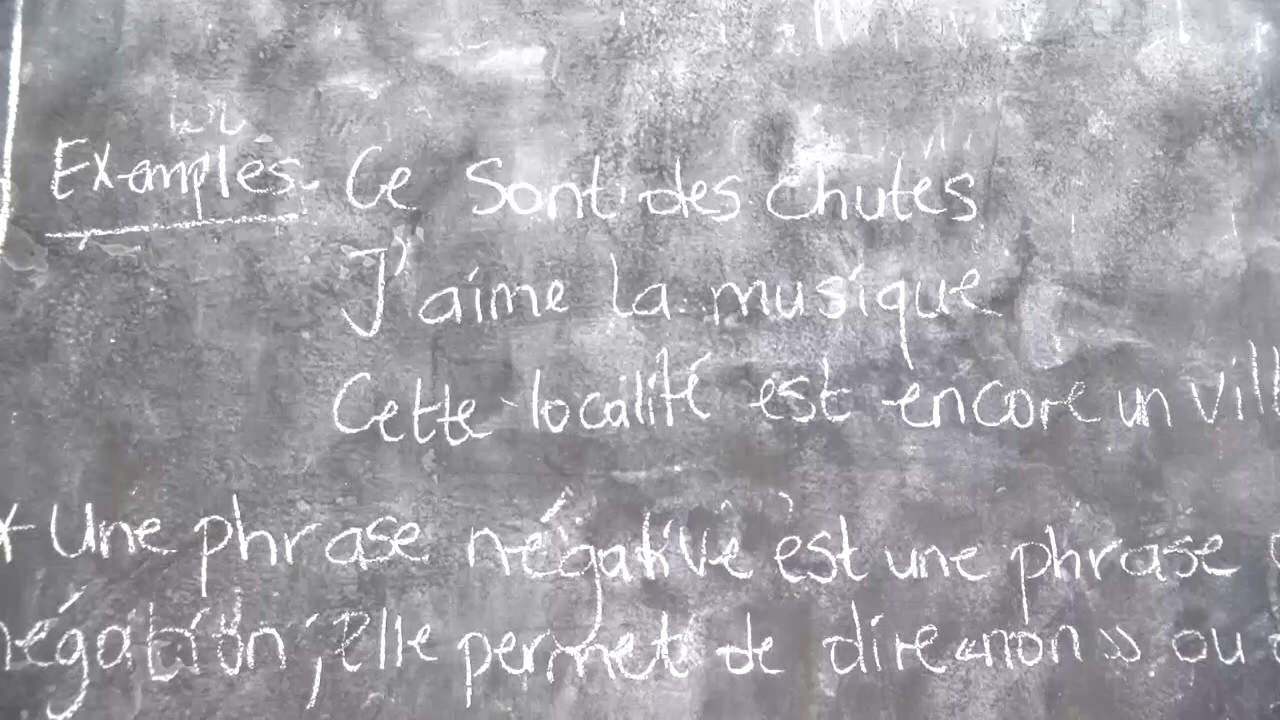 Exemples. Ce Sont des chutes
J'aime la musique
Cette localité est encore un vill
* Une phrase négative est une phrase
négation, elle permet de dire «non» ou